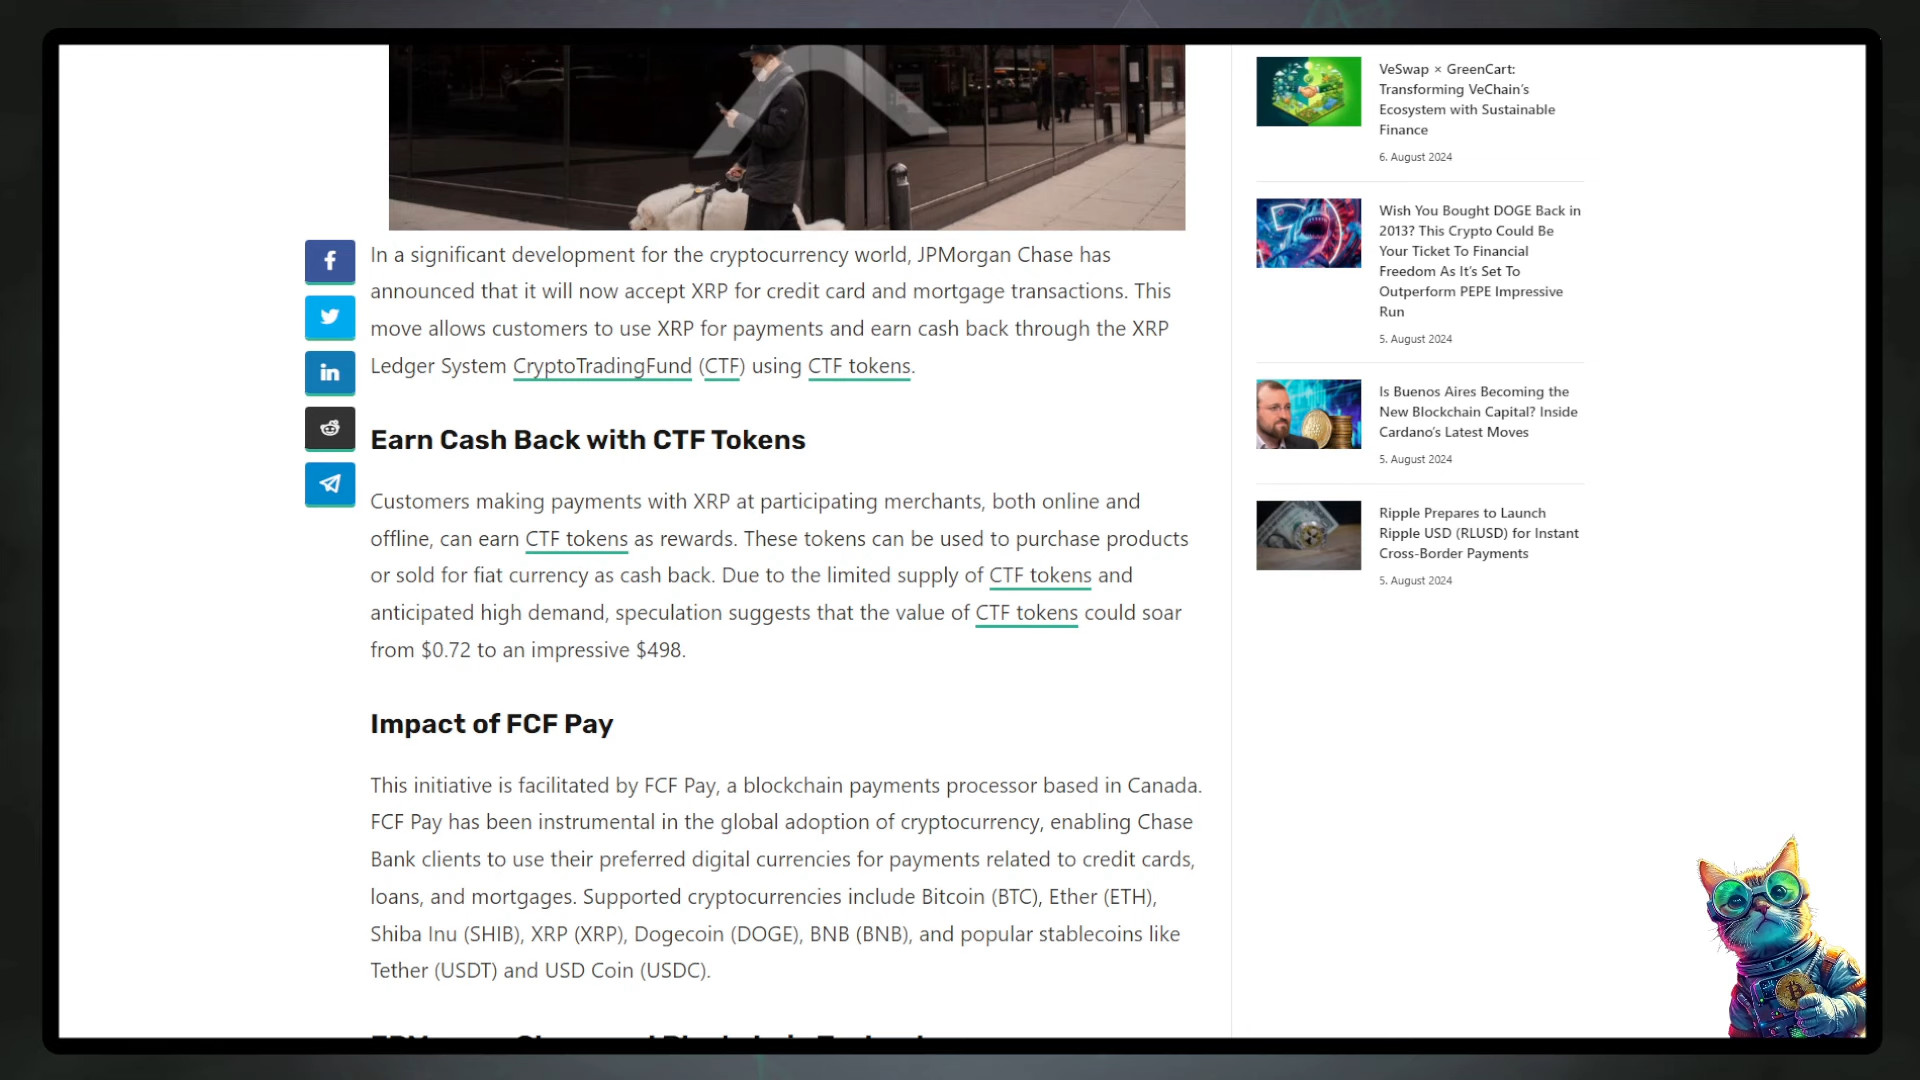 In a significant development for the cryptocurrency world, JPMorgan Chase has
announced that it will now accept XRP for credit card and mortgage transactions. This
move allows customers to use XRP for payments and earn cash back through the XRP
Ledger System CryptoTradingFund (CTF) using CTF tokens.
Earn Cash Back with CTF Tokens
Customers making payments with XRP at participating merchants, both online and
offline, can earn CTF tokens as rewards. These tokens can be used to purchase products
or sold for fiat currency as cash back. Due to the limited supply of CTF tokens and
anticipated high demand, speculation suggests that the value of CTF tokens could soar
from $0.72 to an impressive $498.
Impact of FCF Pay
This initiative is facilitated by FCF Pay, a blockchain payments processor based in Canada.
FCF Pay has been instrumental in the global adoption of cryptocurrency, enabling Chase
Bank clients to use their preferred digital currencies for payments related to credit cards,
loans, and mortgages. Supported cryptocurrencies include Bitcoin (BTC), Ether (ETH),
Shiba Inu (SHIB), XRP (XRP), Dogecoin (DOGE), BNB (BNB), and popular stablecoins like
Tether (USDT) and USD Coin (USDC).
VeSwap × GreenCart:
Transforming VeChain's
Ecosystem with Sustainable
Finance
6. August 2024
Wish You Bought DOGE Back in
2013? This Crypto Could Be
Your Ticket To Financial
Freedom As It's Set To
Outperform PEPE Impressive
Run
5. August 2024
Is Buenos Aires Becoming the
New Blockchain Capital? Inside
Cardano's Latest Moves
5. August 2024
Ripple Prepares to Launch
Ripple USD (RLUSD) for Instant
Cross-Border Payments
5. August 2024